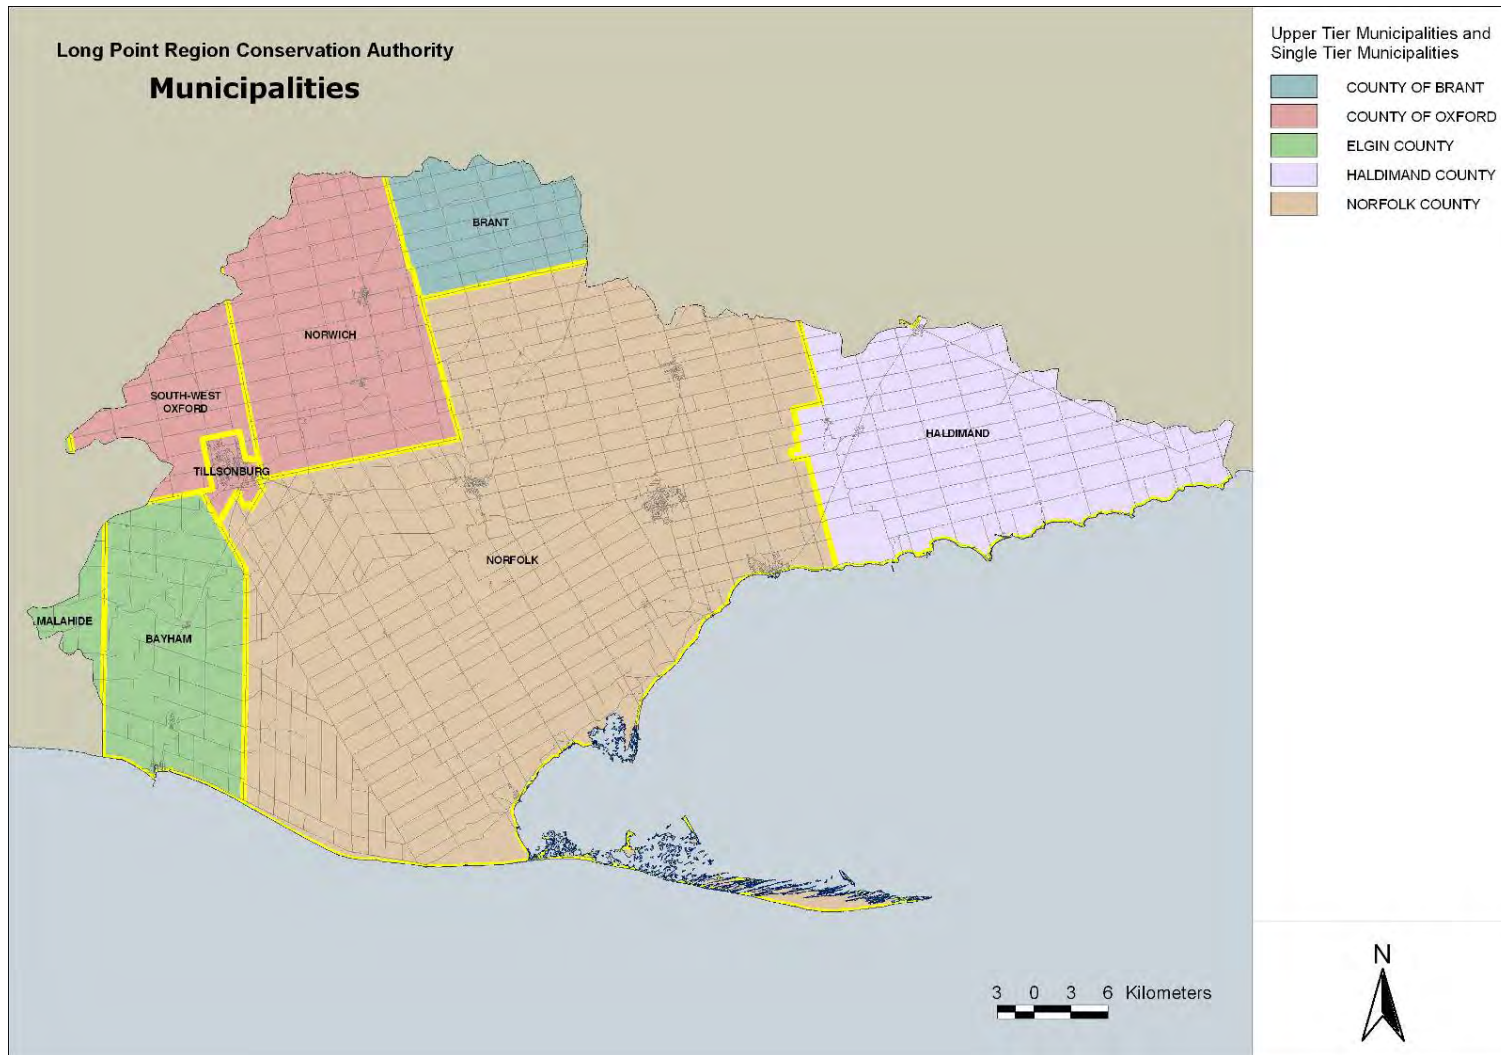 Long Point Region Conservation Authority
Municipalities
Upper Tier Municipalities and
Single Tier Municipalities
COUNTY OF BRANT
COUNTY OF OXFORD
ELGIN COUNTY
HALDIMAND COUNTY
NORFOLK COUNTY
BRANT
NORWICH
SOUTH-WEST
OXFORD
TILLSONBURG
HALDIMAND
NORFOLK
MALAHIDE
BAYHAM
N
3 0 3 6 Kilometers